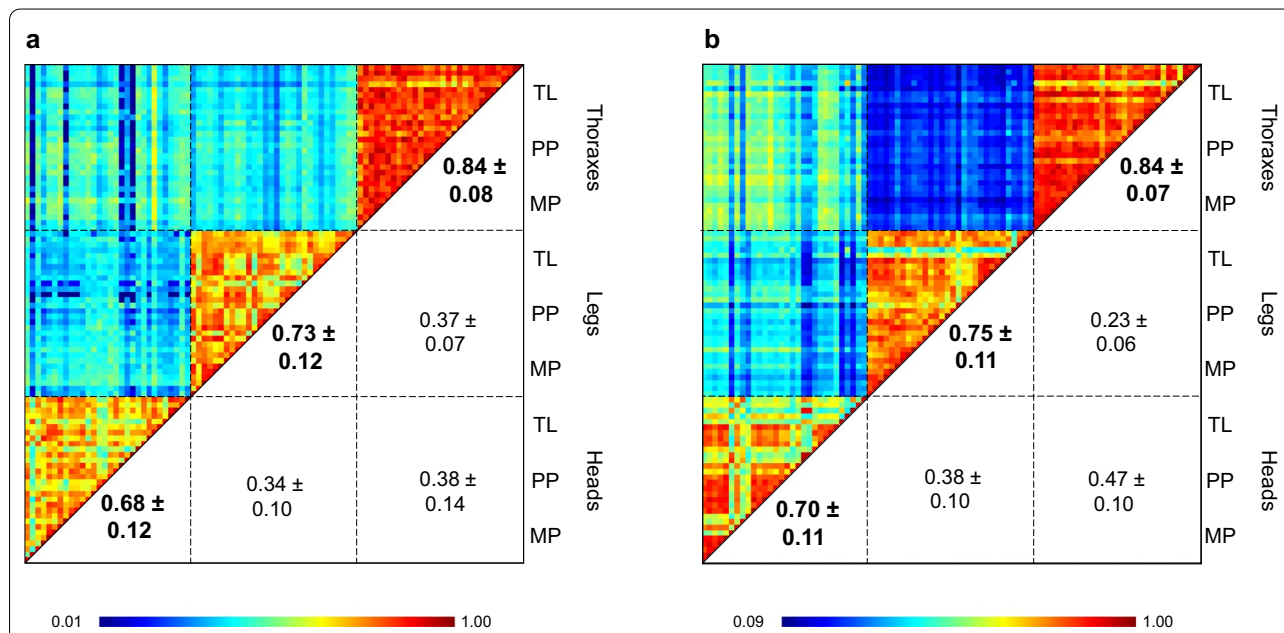 a
TL
PP
MP
Thoraxes
0.84 ±
0.08
TL
PP
MP
Legs
0.73 ±
0.12
0.37 ±
0.07
TL
PP
MP
Heads
0.68 ±
0.12
0.34 ±
0.10
0.38 ±
0.14
0.01
1.00
b
TL
PP
MP
Thoraxes
0.84 ±
0.07
TL
PP
MP
Legs
0.75 ±
0.11
0.23 ±
0.06
TL
PP
MP
Heads
0.70 ±
0.11
0.38 ±
0.10
0.47 ±
0.10
0.09
1.00